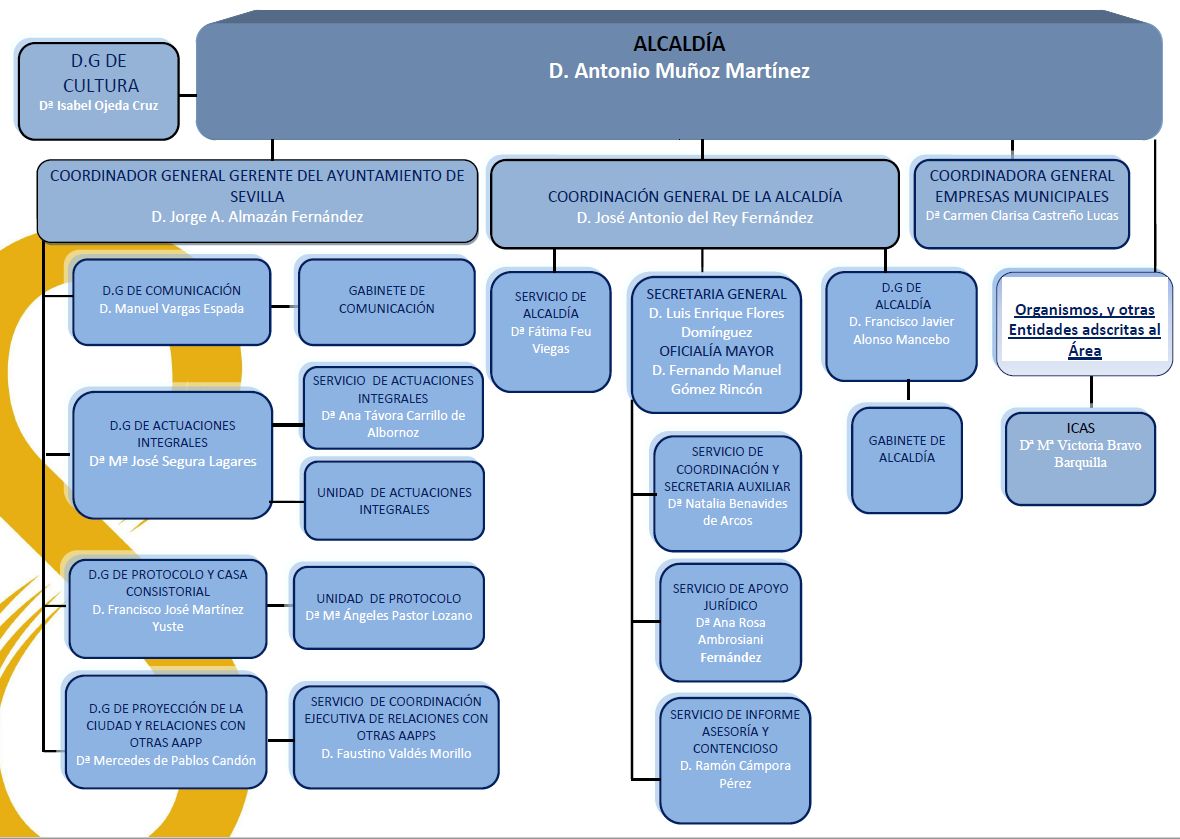 D.G DE
CULTURA
Dª Isabel Ojeda Cruz
ALCALDÍA
D. Antonio Muñoz Martínez
COORDINADOR GENERAL GERENTE DEL AYUNTAMIENTO DE
SEVILLA
D. Jorge A. Almazán Fernández
COORDINACIÓN GENERAL DE LA ALCALDÍA
D. José Antonio del Rey Fernández
COORDINADORA GENERAL
EMPRESAS MUNICIPALES
Dª Carmen Clarisa Castreño Lucas
D.G DE COMUNICACIÓN
D. Manuel Vargas Espada
GABINETE DE
COMUNICACIÓN
D.G DE ACTUACIONES
INTEGRALES
Dª Mª José Segura Lagares
SERVICIO DE ACTUACIONES
INTEGRALES
Dª Ana Távora Carrillo de
Albornoz
UNIDAD DE ACTUACIONES
INTEGRALES
D.G DE PROTOCOLO Y CASA
CONSISTORIAL
D. Francisco José Martínez
Yuste
UNIDAD DE PROTOCOLO
Dª Mª Ángeles Pastor Lozano
D.G DE PROYECCIÓN DE LA
CIUDAD Y RELACIONES CON
OTRAS AAPP
Dª Mercedes de Pablos Candón
SERVICIO DE COORDINACIÓN
EJECUTIVA DE RELACIONES CON
OTRAS AAPPS
D. Faustino Valdés Morillo
SERVICIO DE
ALCALDÍA
Dª Fátima Feu
Viegas
SECRETARIA GENERAL
D. Luis Enrique Flores
Domínguez
OFICIALÍA MAYOR
D. Fernando Manuel
Gómez Rincón
SERVICIO DE
COORDINACIÓN Y
SECRETARIA AUXILIAR
Dª Natalia Benavides
de Arcos
SERVICIO DE APOYO
JURÍDICO
Dª Ana Rosa
Ambrosiani
Fernández
SERVICIO DE INFORME
ASESORÍA Y
CONTENCIOSO
D. Ramón Cámpora
Pérez
D.G DE
ALCALDÍA
D. Francisco Javier
Alonso Mancebo
GABINETE DE
ALCALDÍA
Organismos, y otras
Entidades adscritas al
Área
ICAS
Dª Mª Victoria Bravo
Barquilla